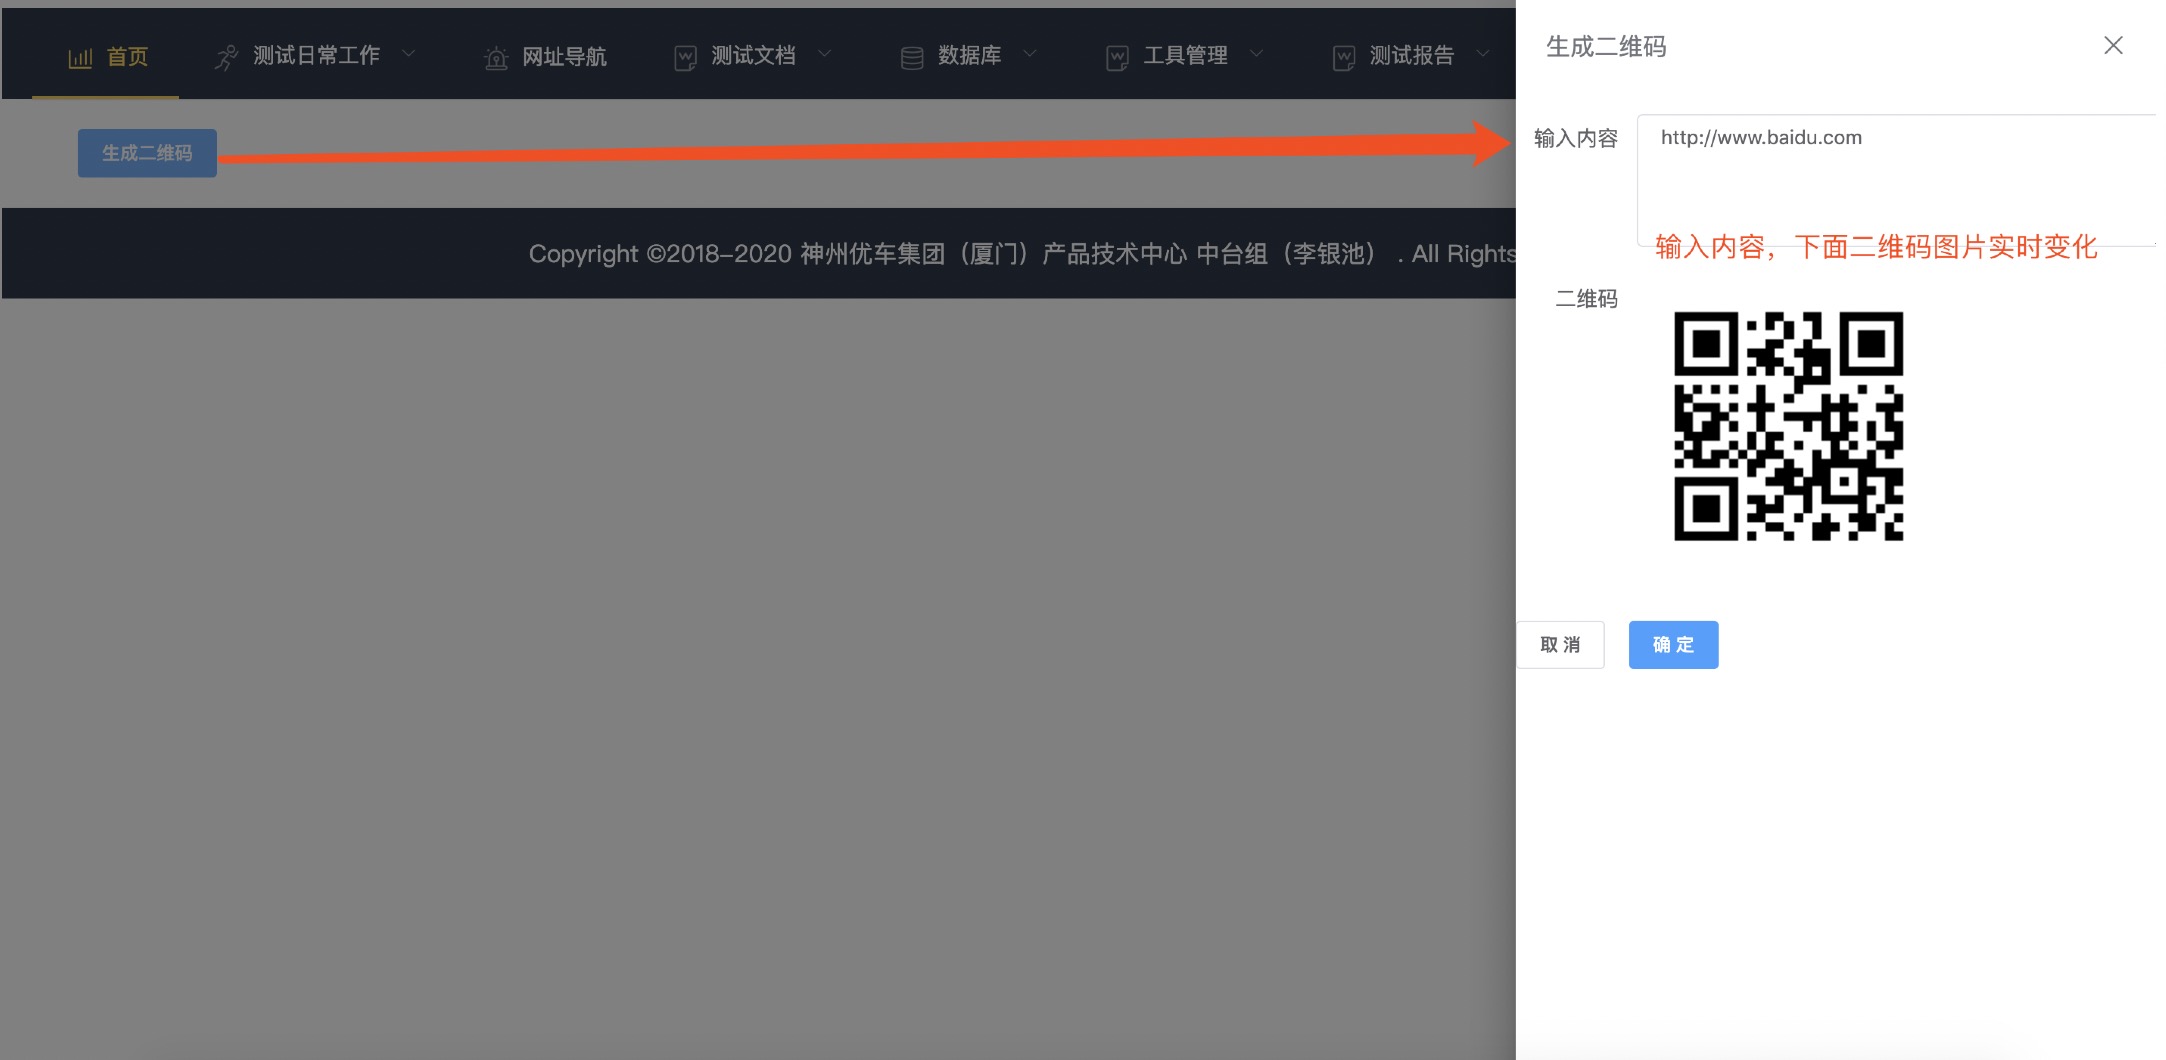 首页 测试日常工作 网址导航 测试文档 数据库 工具管理 测试报告
生成二维码
Copyright ©2018-2020 神州优车集团（厦门）产品技术中心 中台组（李银池） . All Rights
生成二维码
输入内容 http://www.baidu.com
输入内容，下面二维码图片实时变化
二维码
取 消 确 定